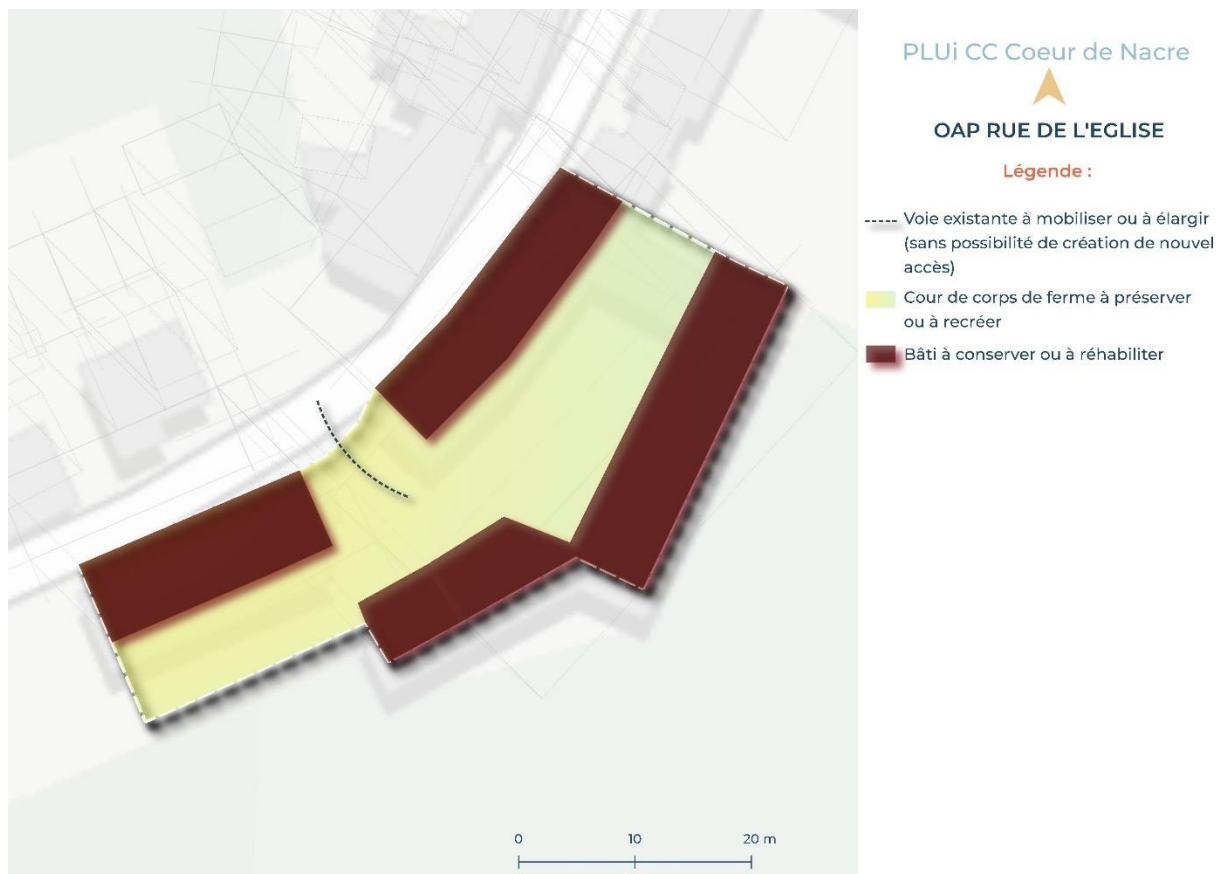 PLUi CC Coeur de Nacre
OAP RUE DE L'EGLISE
Légende :
Voie existante à mobiliser ou à élargir
(sans possibilité de création de nouvel
accès)
Cour de corps de ferme à préserver
ou à recréer
Bâti à conserver ou à réhabiliter
0 10 20 m